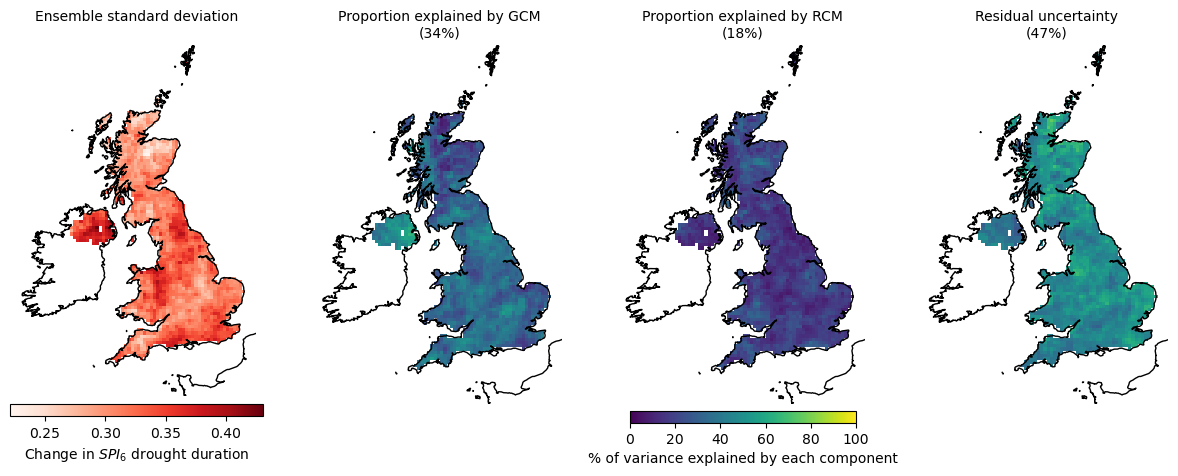 Ensemble standard deviation
Proportion explained by GCM
(34%)
Proportion explained by RCM
(18%)
Residual uncertainty
(47%)
0.25 0.30 0.35 0.40
Change in SPI6 drought duration
0 20 40 60 80 100
% of variance explained by each component